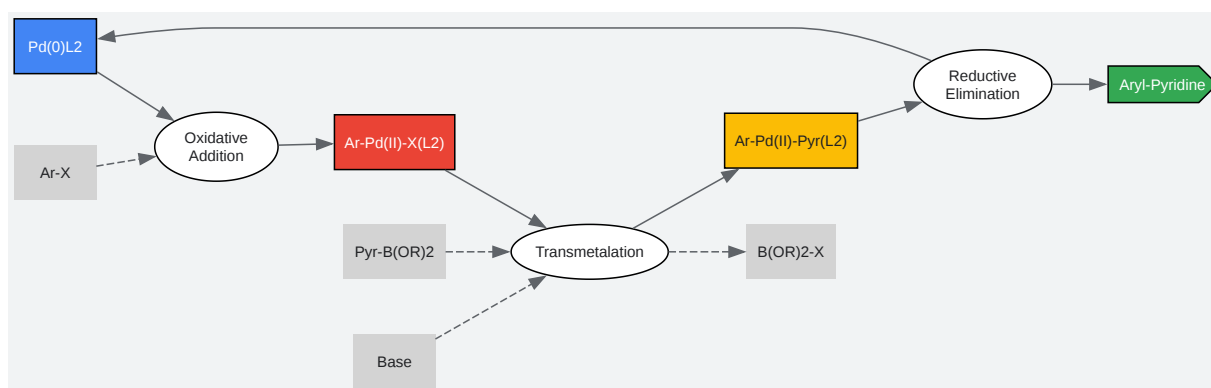 Pd(0)L2
Reductive
Elimination
Aryl-Pyridine
Oxidative
Addition
Ar-Pd(II)-X(L2)
Ar-Pd(II)-Pyr(L2)
Ar-X
Pyr-B(OR)2
Transmetalation
B(OR)2-X
Base